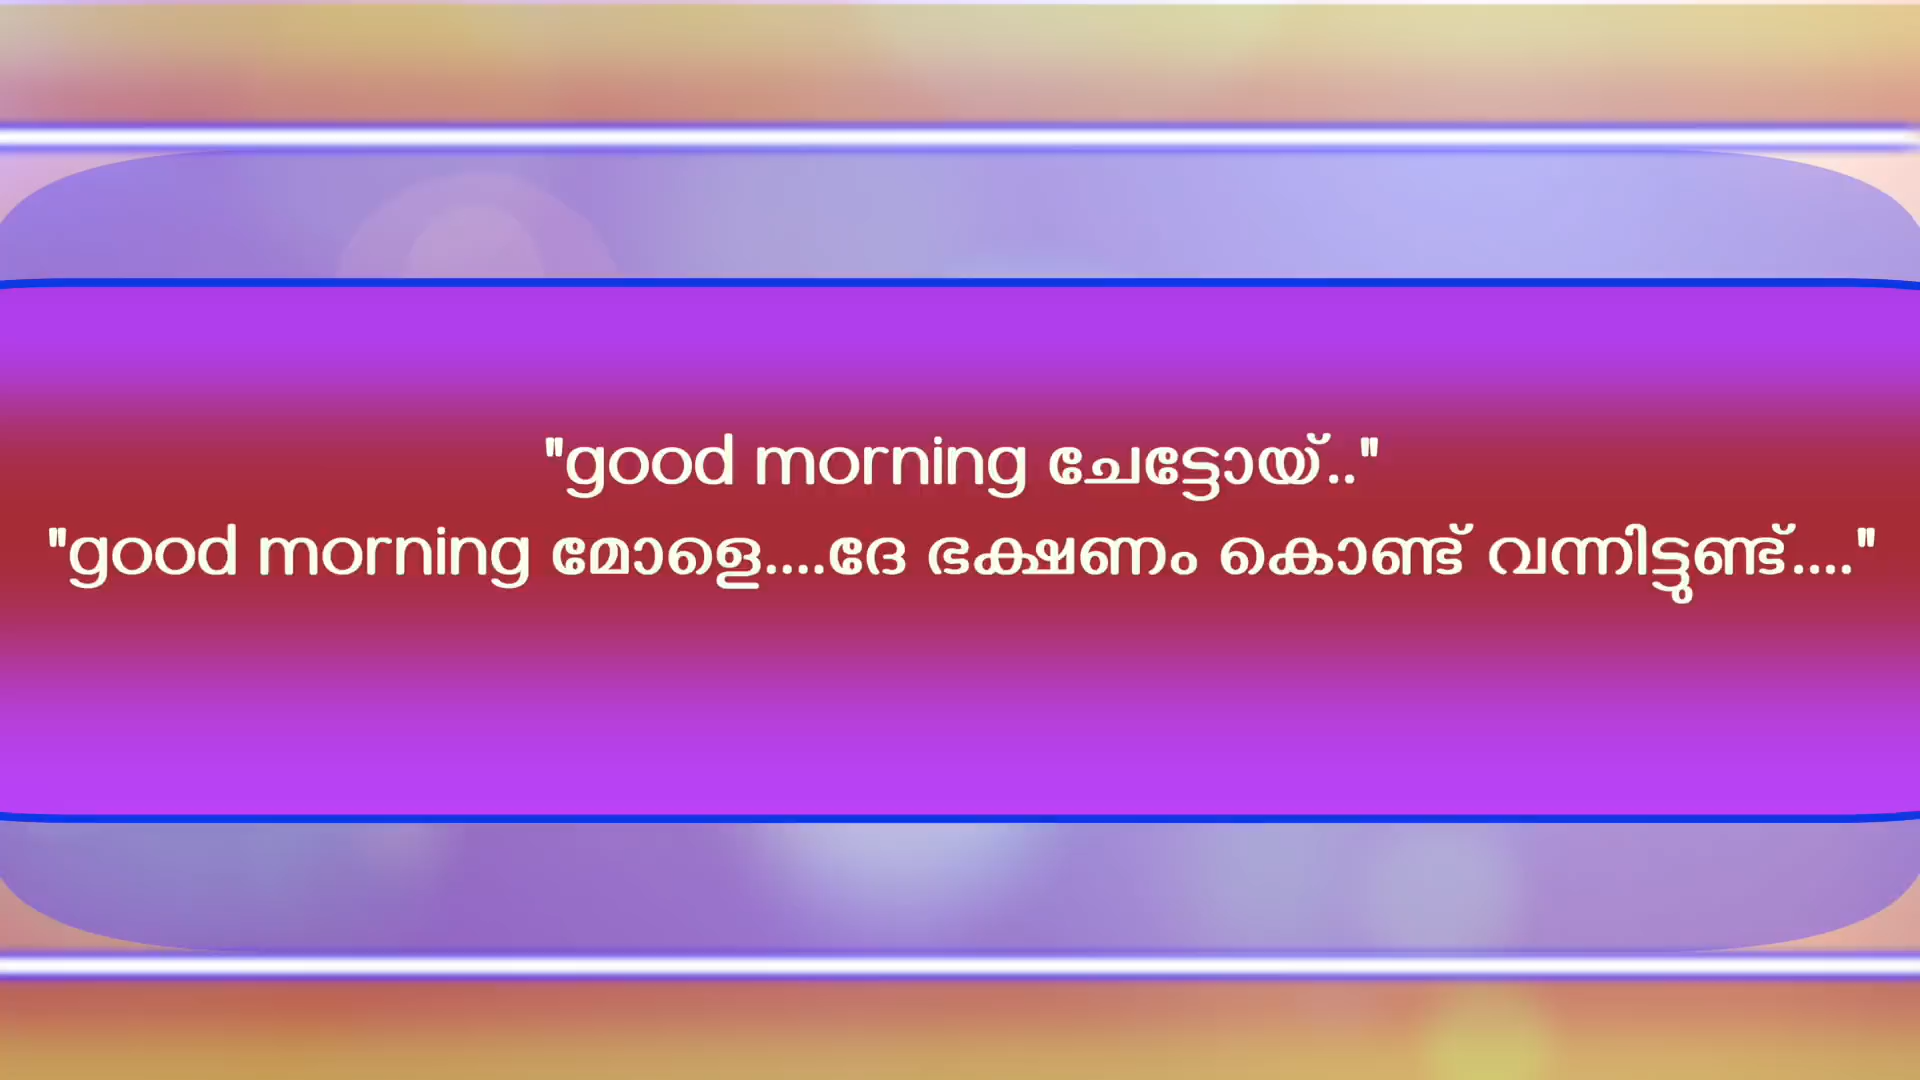 "good morning ചേട്ടോയ്.."
"good morning മോളെ....ദേ ഭക്ഷണം കൊണ്ട് വന്നിട്ടുണ്ട്...."